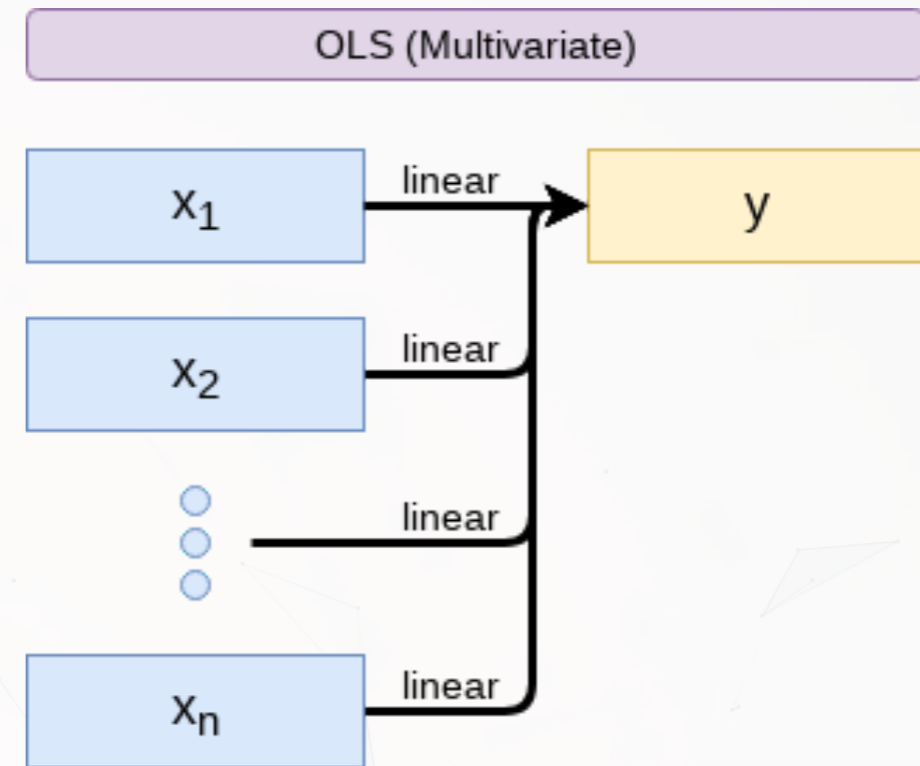 OLS (Multivariate)
x₁ linear y
x₂ linear
linear
xₙ linear